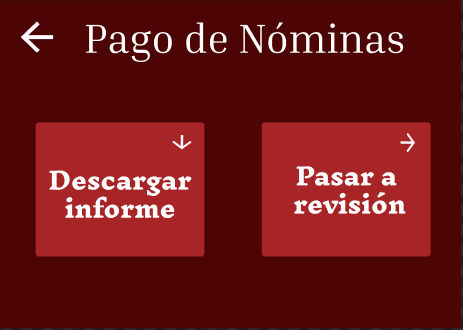 Pago de Nóminas
Descargar
informe
Pasar a
revisión